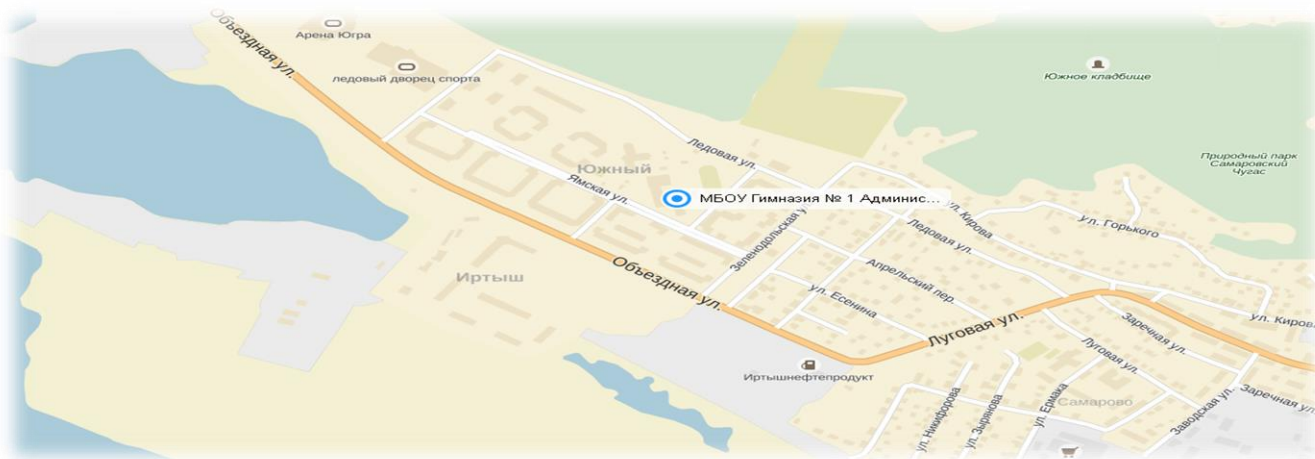 Объездная ул.
Арена Югра
ледовый дворец спорта
Южное кладбище
Природный парк
Самаровский
Чугас
Ледовая ул.
Южный
Ямская ул.
МБОУ Гимназия № 1 Админис...
Зеленодольская у
ул. Кирова
ул. Горького
Ледовая ул.
Апрельский пер.
Иртыш
Объездная ул.
ул. Есенина
Луговая ул.
ул. Киров
Заречная ул.
Луговая ул.
Иртышнефтепродукт
ул. Никифорова
ул. Зырянова
ул. Ермака
Самарово
Заводская ул.
Заречная ул.